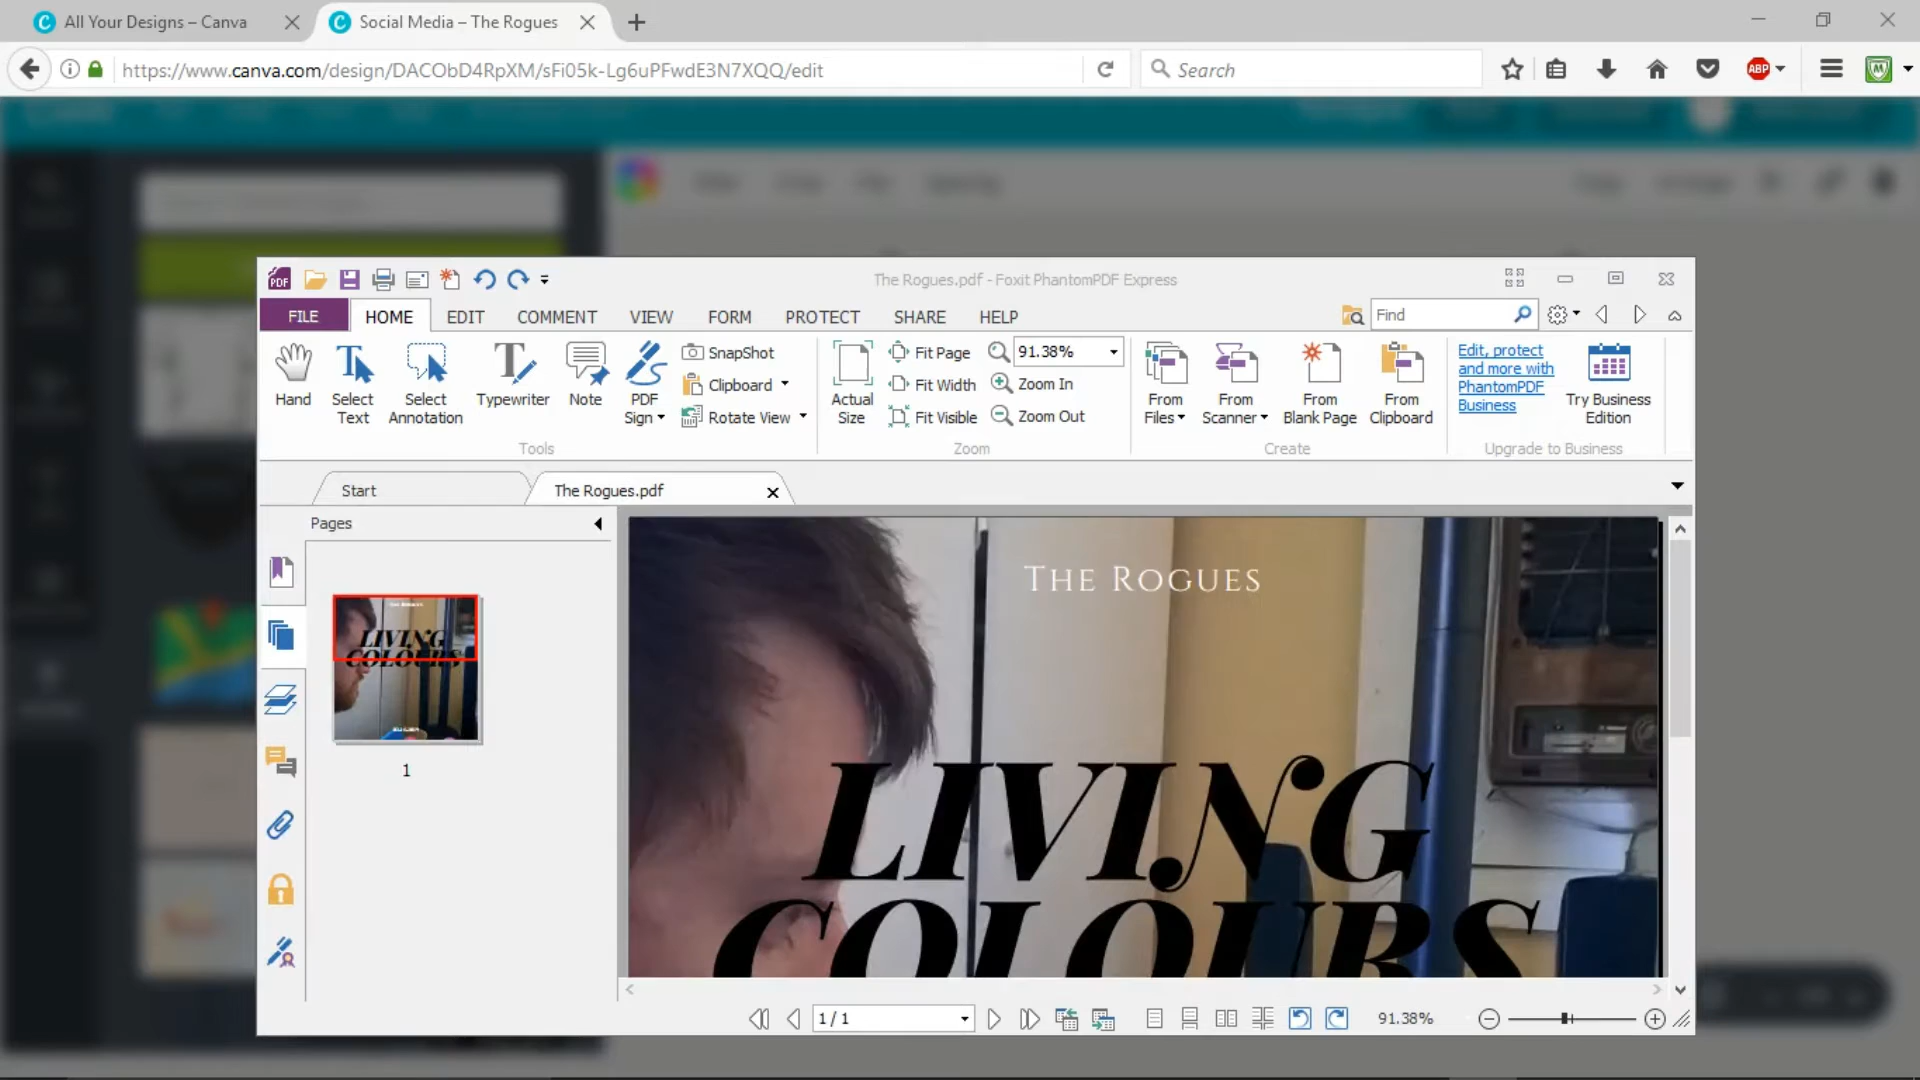 All Your Designs – Canva
Social Media – The Rogues
https://www.canva.com/design/DACObD4RpXM/sFi05k-Lg6uPFwdE3N7XQQ/edit
Search
ABP
PDF
The Rogues.pdf - Foxit PhantomPDF Express
FILE
HOME
EDIT
COMMENT
VIEW
FORM
PROTECT
SHARE
HELP
Find
Hand
Select
Text
Select
Annotation
Typewriter
Note
PDF
Sign
SnapShot
Clipboard
Rotate View
Tools
Actual
Size
Fit Page
Fit Width
Fit Visible
91.38%
Zoom In
Zoom Out
Zoom
From
Files
From
Scanner
From
Blank Page
From
Clipboard
Create
Edit, protect
and more with
PhantomPDF
Business
Try Business
Edition
Upgrade to Business
Start
The Rogues.pdf
Pages
LIVING
COLOURS
1
The Rogues
LIVING
COLOURS
1 / 1
91.38%